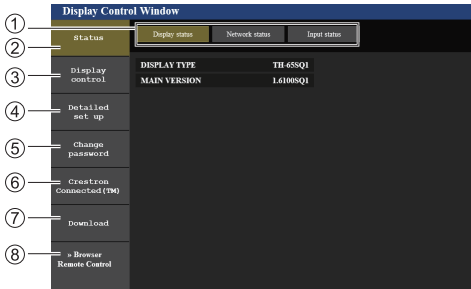 Display Control Window
① Status Display status Network status Input status
②
DISPLAY TYPE TH-65SQ1
MAIN VERSION 1.6100SQ1
③ Display
control
④ Detailed
set up
⑤ Change
password
⑥ Crestron
Connected(TM)
⑦ Download
⑧ » Browser
Remote Control